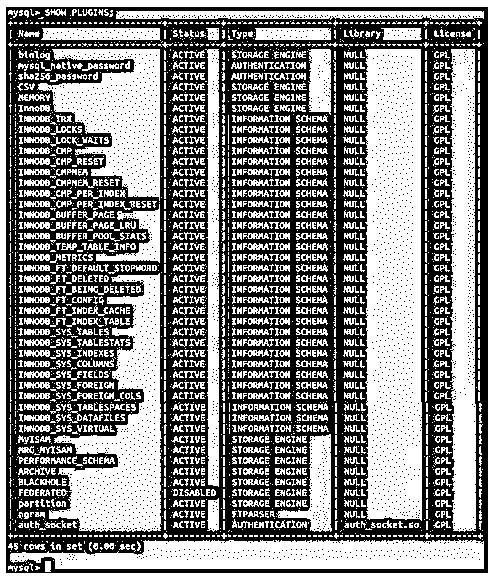 mysql> SHOW PLUGINS;
| Name | Status | Type | Library | License |
| binlog | ACTIVE | STORAGE ENGINE | NULL | GPL |
| mysql_native_password | ACTIVE | AUTHENTICATION | NULL | GPL |
| sha256_password | ACTIVE | AUTHENTICATION | NULL | GPL |
| CSV | ACTIVE | STORAGE ENGINE | NULL | GPL |
| MEMORY | ACTIVE | STORAGE ENGINE | NULL | GPL |
| InnoDB | ACTIVE | STORAGE ENGINE | NULL | GPL |
| INNODB_TRX | ACTIVE | INFORMATION SCHEMA | NULL | GPL |
| INNODB_LOCKS | ACTIVE | INFORMATION SCHEMA | NULL | GPL |
| INNODB_LOCK_WAITS | ACTIVE | INFORMATION SCHEMA | NULL | GPL |
| INNODB_CMP | ACTIVE | INFORMATION SCHEMA | NULL | GPL |
| INNODB_CMP_RESET | ACTIVE | INFORMATION SCHEMA | NULL | GPL |
| INNODB_CMPMEM | ACTIVE | INFORMATION SCHEMA | NULL | GPL |
| INNODB_CMPMEM_RESET | ACTIVE | INFORMATION SCHEMA | NULL | GPL |
| INNODB_CMP_PER_INDEX | ACTIVE | INFORMATION SCHEMA | NULL | GPL |
| INNODB_CMP_PER_INDEX_RESET | ACTIVE | INFORMATION SCHEMA | NULL | GPL |
| INNODB_BUFFER_PAGE | ACTIVE | INFORMATION SCHEMA | NULL | GPL |
| INNODB_BUFFER_PAGE_LRU | ACTIVE | INFORMATION SCHEMA | NULL | GPL |
| INNODB_BUFFER_POOL_STATS | ACTIVE | INFORMATION SCHEMA | NULL | GPL |
| INNODB_TEMP_TABLE_INFO | ACTIVE | INFORMATION SCHEMA | NULL | GPL |
| INNODB_METRICS | ACTIVE | INFORMATION SCHEMA | NULL | GPL |
| INNODB_FT_DEFAULT_STOPWORD | ACTIVE | INFORMATION SCHEMA | NULL | GPL |
| INNODB_FT_DELETED | ACTIVE | INFORMATION SCHEMA | NULL | GPL |
| INNODB_FT_BEING_DELETED | ACTIVE | INFORMATION SCHEMA | NULL | GPL |
| INNODB_FT_CONFIG | ACTIVE | INFORMATION SCHEMA | NULL | GPL |
| INNODB_FT_INDEX_CACHE | ACTIVE | INFORMATION SCHEMA | NULL | GPL |
| INNODB_FT_INDEX_TABLE | ACTIVE | INFORMATION SCHEMA | NULL | GPL |
| INNODB_SYS_TABLES | ACTIVE | INFORMATION SCHEMA | NULL | GPL |
| INNODB_SYS_TABLESTATS | ACTIVE | INFORMATION SCHEMA | NULL | GPL |
| INNODB_SYS_INDEXES | ACTIVE | INFORMATION SCHEMA | NULL | GPL |
| INNODB_SYS_COLUMNS | ACTIVE | INFORMATION SCHEMA | NULL | GPL |
| INNODB_SYS_FIELDS | ACTIVE | INFORMATION SCHEMA | NULL | GPL |
| INNODB_SYS_FOREIGN | ACTIVE | INFORMATION SCHEMA | NULL | GPL |
| INNODB_SYS_FOREIGN_COLS | ACTIVE | INFORMATION SCHEMA | NULL | GPL |
| INNODB_SYS_TABLESPACES | ACTIVE | INFORMATION SCHEMA | NULL | GPL |
| INNODB_SYS_DATAFILES | ACTIVE | INFORMATION SCHEMA | NULL | GPL |
| INNODB_SYS_VIRTUAL | ACTIVE | INFORMATION SCHEMA | NULL | GPL |
| MyISAM | ACTIVE | STORAGE ENGINE | NULL | GPL |
| MRG_MYISAM | ACTIVE | STORAGE ENGINE | NULL | GPL |
| PERFORMANCE_SCHEMA | ACTIVE | STORAGE ENGINE | NULL | GPL |
| ARCHIVE | ACTIVE | STORAGE ENGINE | NULL | GPL |
| BLACKHOLE | ACTIVE | STORAGE ENGINE | NULL | GPL |
| FEDERATED | DISABLED | STORAGE ENGINE | NULL | GPL |
| partition | ACTIVE | STORAGE ENGINE | NULL | GPL |
| ngram | ACTIVE | FTPARSER | NULL | GPL |
| auth_socket | ACTIVE | AUTHENTICATION | auth_socket.so | GPL |
45 rows in set (0.00 sec)
mysql>